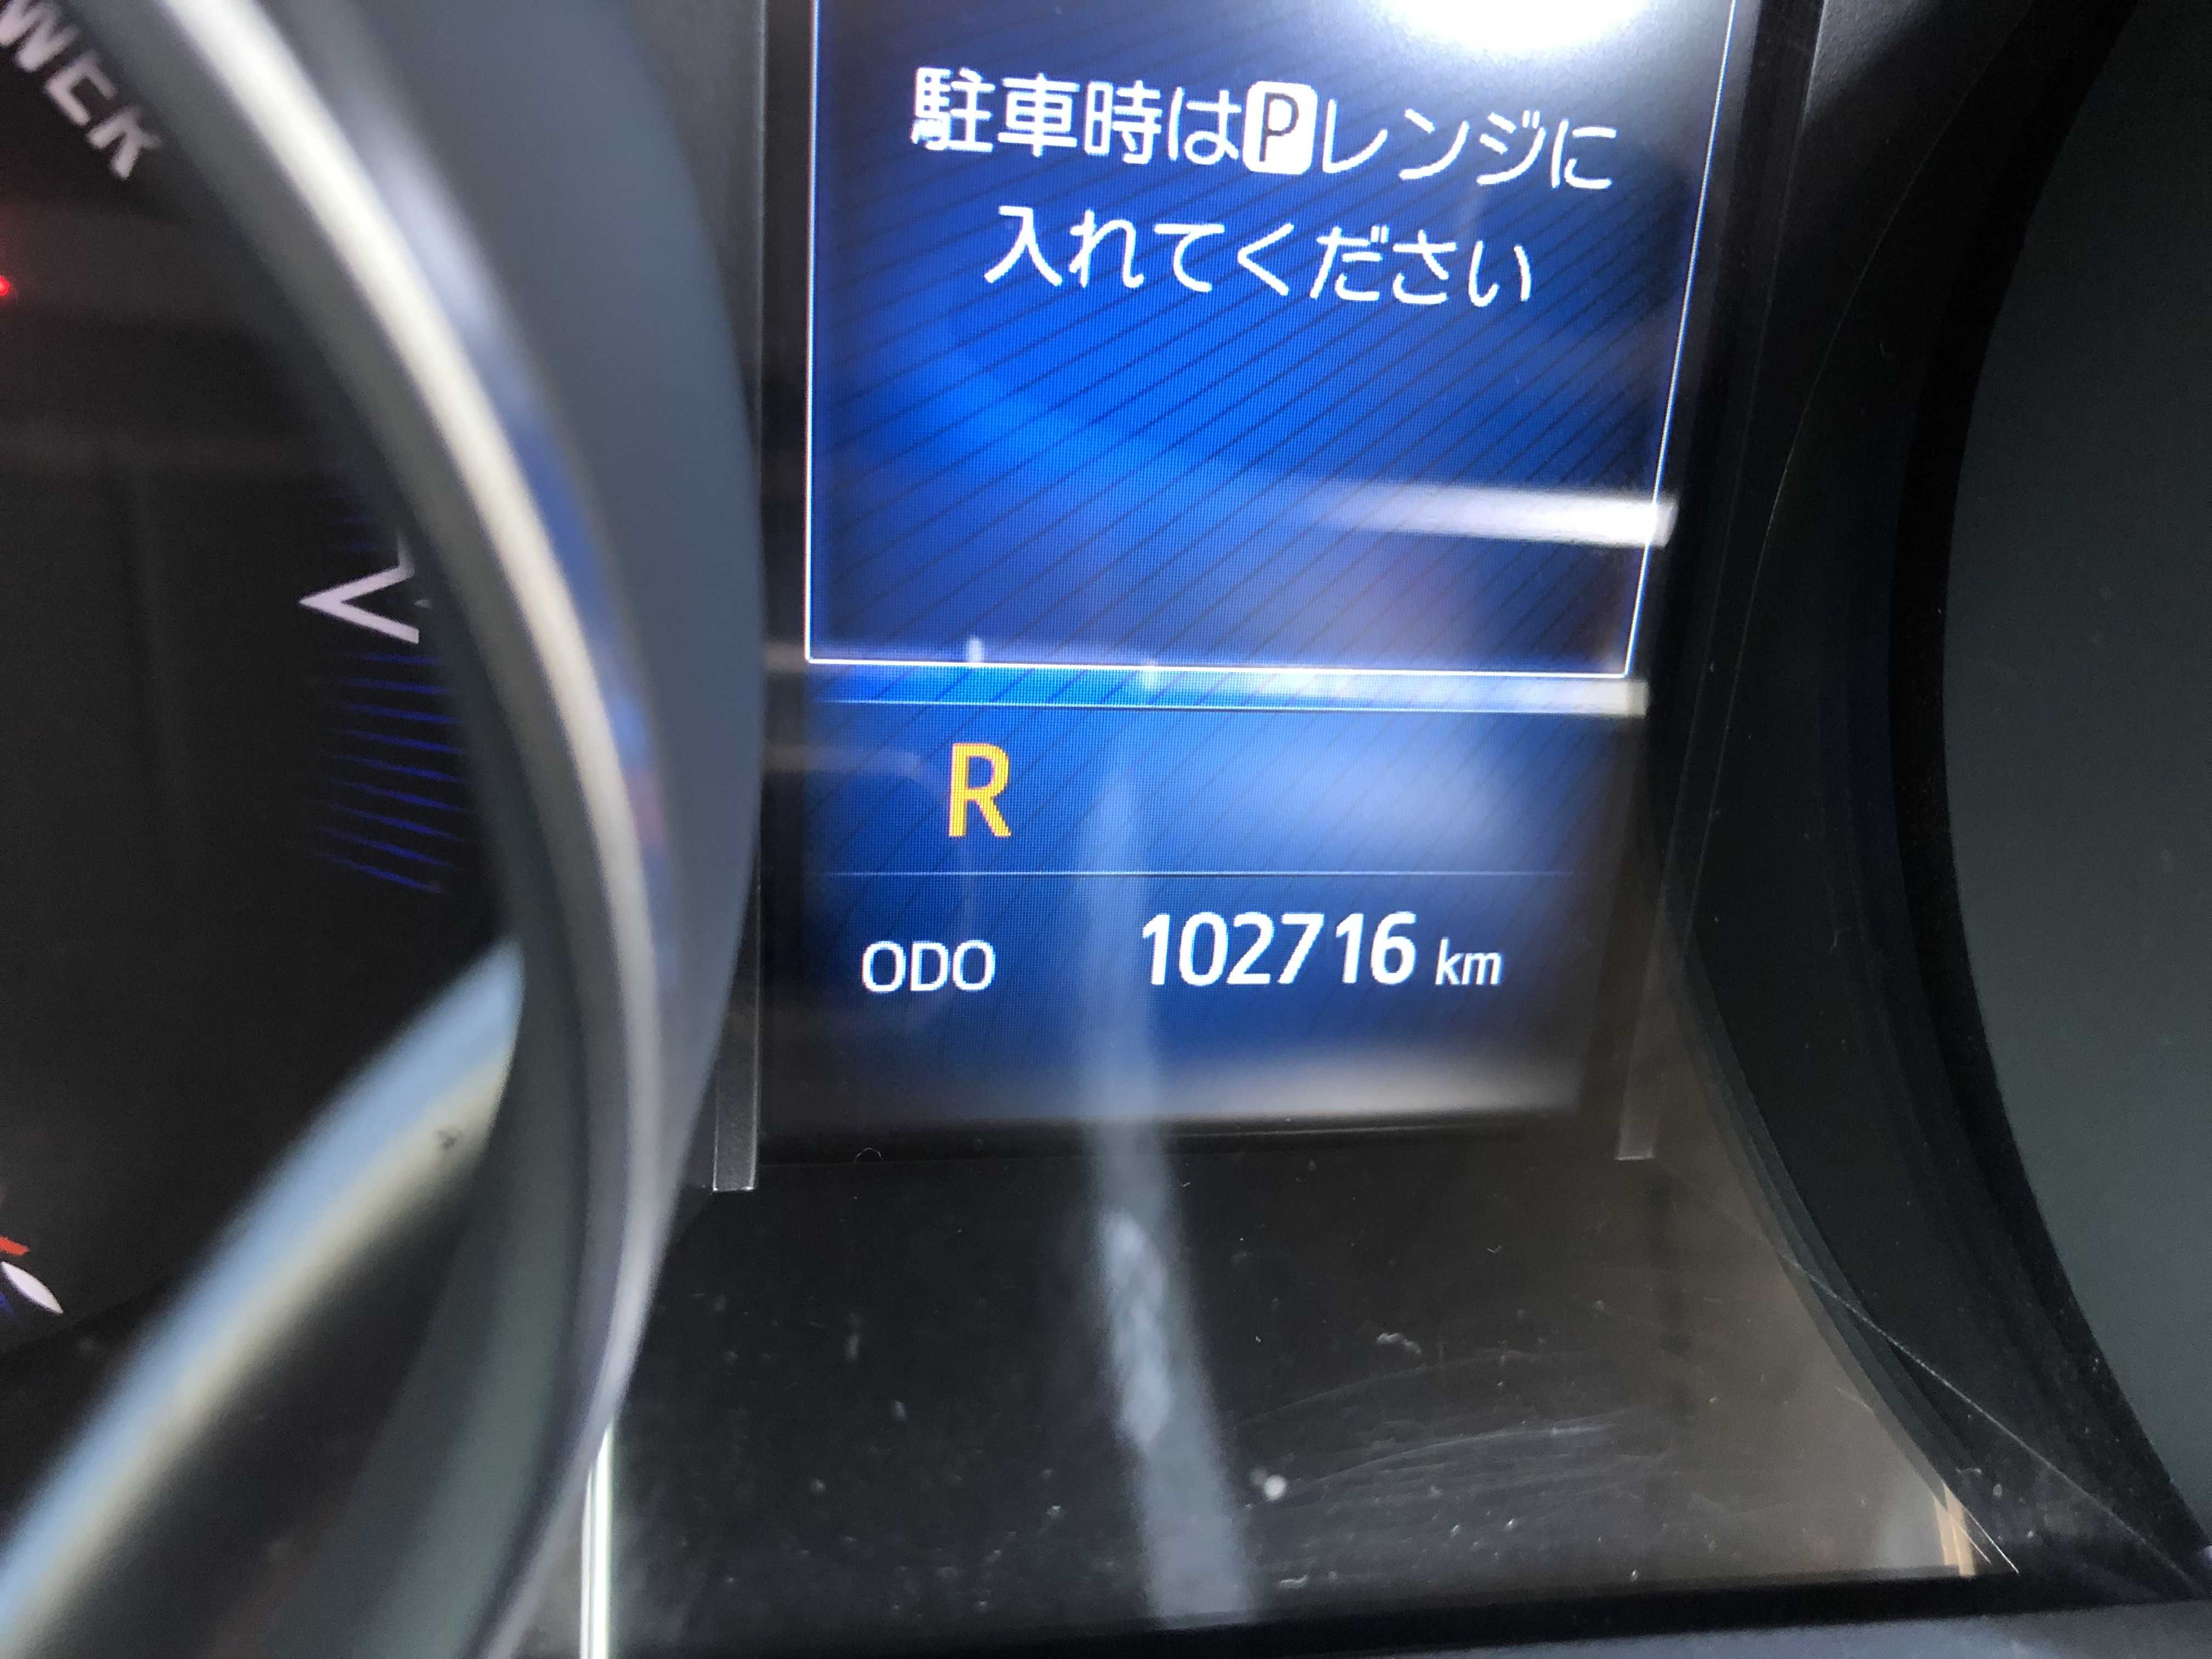 駐車時はPレンジに
入れてください
R
ODO 102716 km